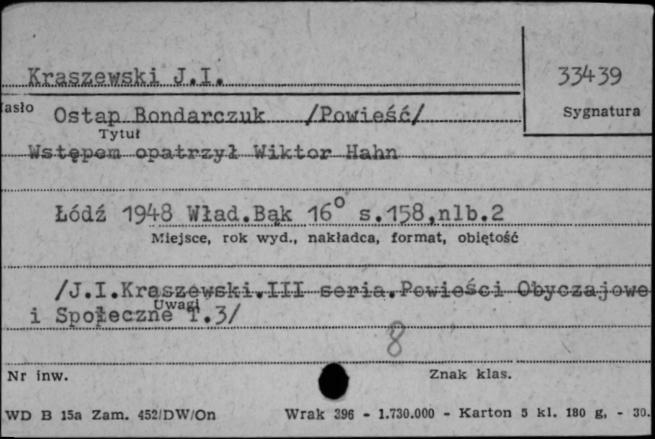 Kraszewski J.I.
33439
Hasło
Sygnatura
Ostap Bondarczuk /Powieść/
Tytuł
Wstępem opatrzył Wiktor Hahn
Łódź 1948 Wład.Bąk 16° s.158,nlb.2
Miejsce, rok wyd., nakładca, format, objętość
/J.I.Kraszewski.III seria.Powieści Obyczajowe
Uwagi
i Społeczne T.3/
8
Nr inw.
Znak klas.
WD B 15a Zam. 452/DW/On Wrak 396 - 1.730.000 - Karton 5 kl. 180 g, - 30.